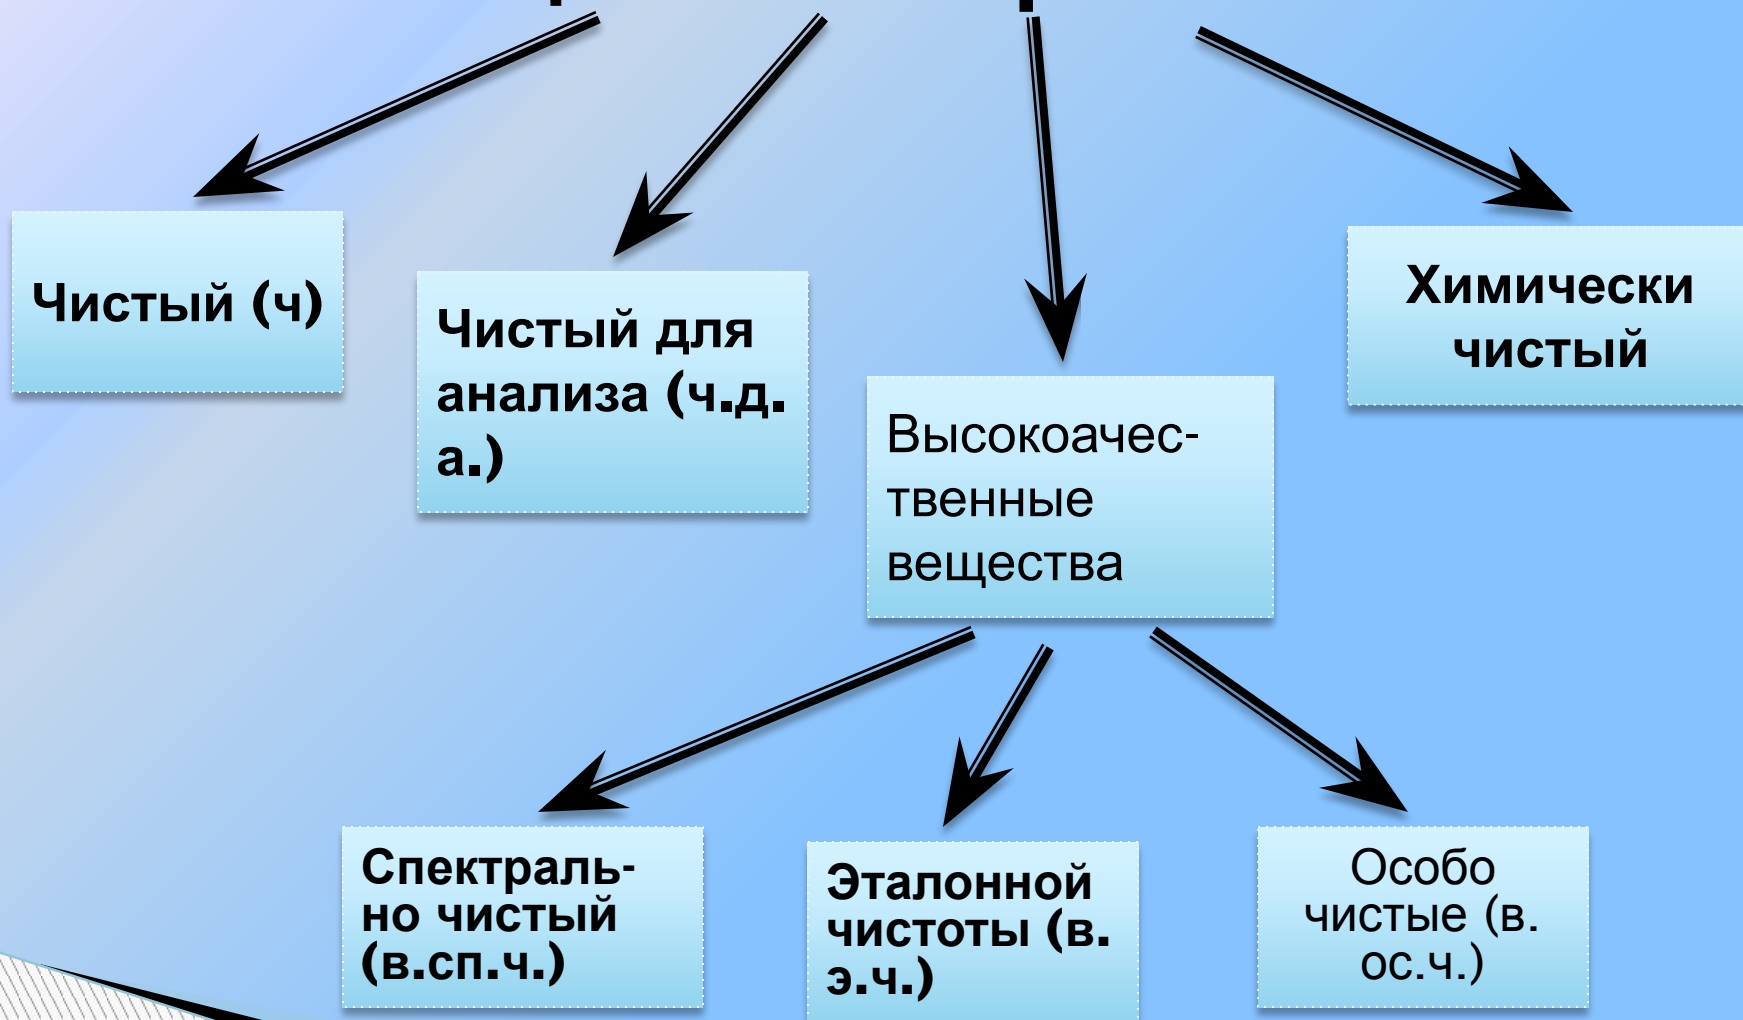 Чистый (ч)
Чистый для
анализа (ч.д.
а.)
Высокоачес-
твенные
вещества
Химически
чистый
Спектраль-
но чистый
(в.сп.ч.)
Эталонной
чистоты (в.
э.ч.)
Особо
чистые (в.
ос.ч.)